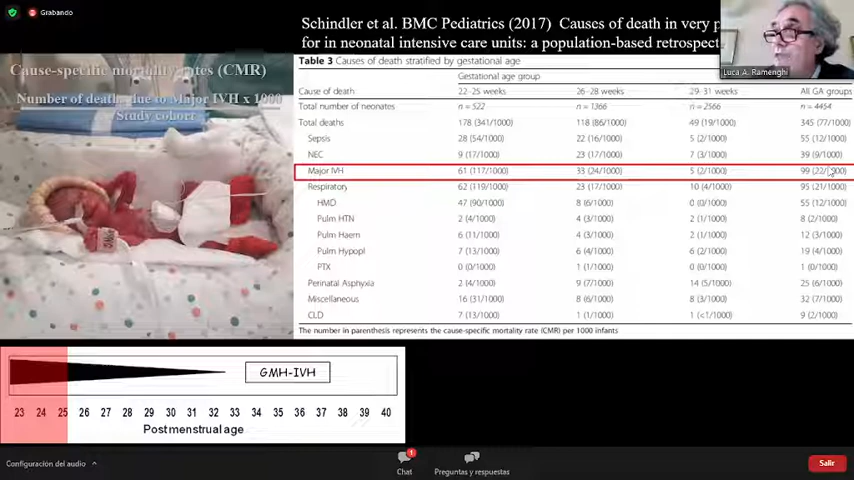 Grabando
Schindler et al. BMC Pediatrics (2017) Causes of death in very
for in neonatal intensive care units: a population-based retrospect
Luca A. Ramenghi
Cause-specific mortality rates (CMR)
Number of death due to Major IVH x 1000
/Study cohort
Table 3 Causes of death stratified by gestational age
Gestational age group
Cause of death 22–25 weeks 26–28 weeks 29–31 weeks All GA groups
Total number of neonates n = 522 n = 1366 n = 2566 n = 4454
Total deaths 178 (341/1000) 118 (86/1000) 49 (19/1000) 345 (77/1000)
Sepsis 28 (54/1000) 22 (16/1000) 5 (2/1000) 55 (12/1000)
NEC 9 (17/1000) 23 (17/1000) 7 (3/1000) 39 (9/1000)
Major IVH 61 (117/1000) 33 (24/1000) 5 (2/1000) 99 (22/1000)
Respiratory 62 (119/1000) 23 (17/1000) 10 (4/1000) 95 (21/1000)
HMD 47 (90/1000) 8 (6/1000) 0 (0/1000) 55 (12/1000)
Pulm HTN 2 (4/1000) 4 (3/1000) 2 (1/1000) 8 (2/1000)
Pulm Haem 6 (11/1000) 4 (3/1000) 2 (1/1000) 12 (3/1000)
Pulm Hypopl 7 (13/1000) 6 (4/1000) 6 (2/1000) 19 (4/1000)
PTX 0 (0/1000) 1 (1/1000) 0 (0/1000) 1 (0/1000)
Perinatal Asphyxia 2 (4/1000) 9 (7/1000) 14 (5/1000) 25 (6/1000)
Miscellaneous 16 (31/1000) 8 (6/1000) 8 (3/1000) 32 (7/1000)
CLD 7 (13/1000) 1 (1/1000) 1 (<1/1000) 9 (2/1000)
The number in parenthesis represents the cause-specific mortality rate (CMR) per 1000 infants
GMH-IVH
23 24 25 26 27 28 29 30 31 32 33 34 35 36 37 38 39 40
Postmenstrual age
Configuración del audio
1
Chat
Preguntas y respuestas
Salir